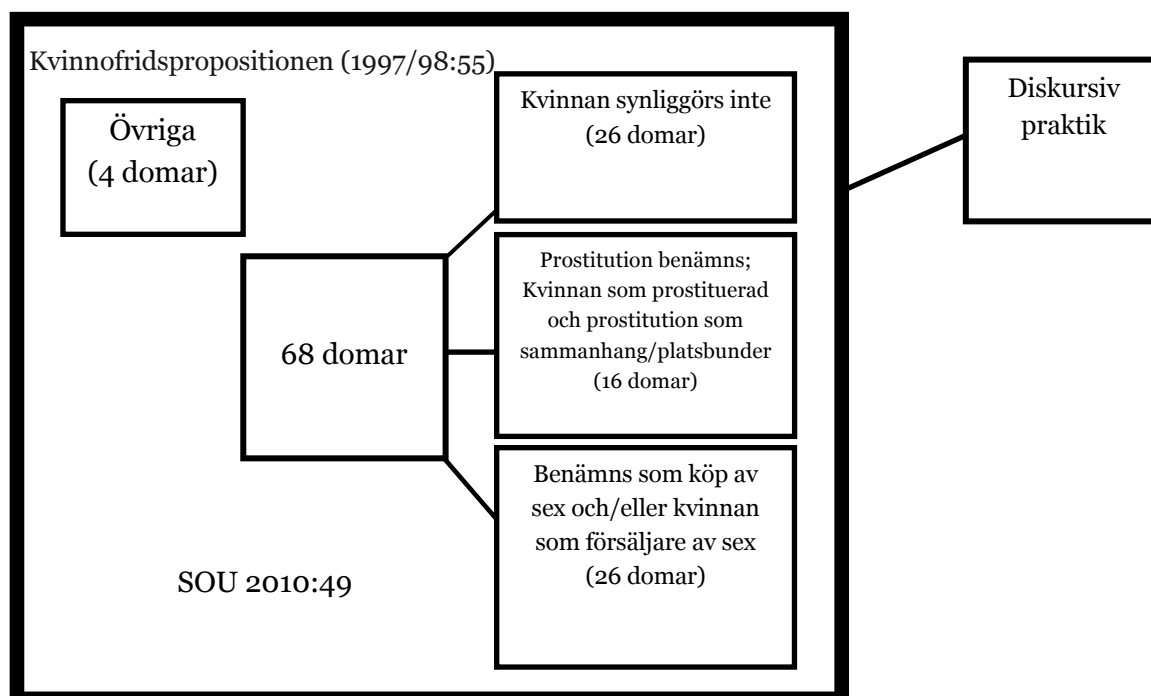 Kvinnofridspropositionen (1997/98:55)
Övriga
(4 domar)
68 domar
Kvinnan synliggörs inte
(26 domar)
Prostitution benämns;
Kvinnan som prostituerad
och prostitution som
sammanhang/platsbunder
(16 domar)
Benämns som köp av
sex och/eller kvinnan
som försäljare av sex
(26 domar)
SOU 2010:49
Diskursiv
praktik